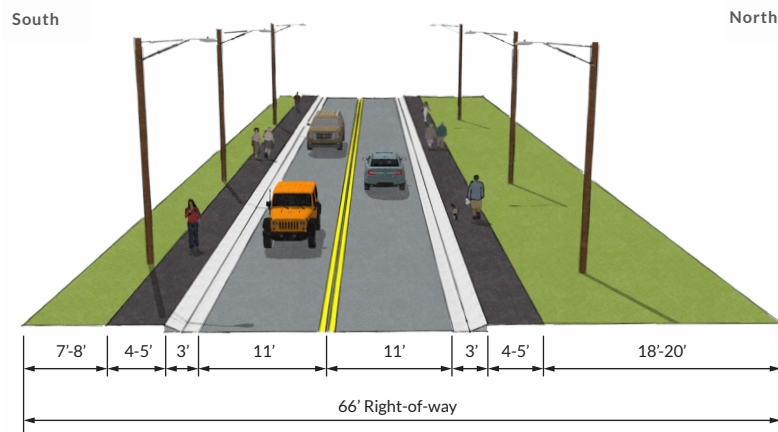 South
North
7’-8’
4-5’
3’
11’
11’
3’
4-5’
18’-20’
66’ Right-of-way